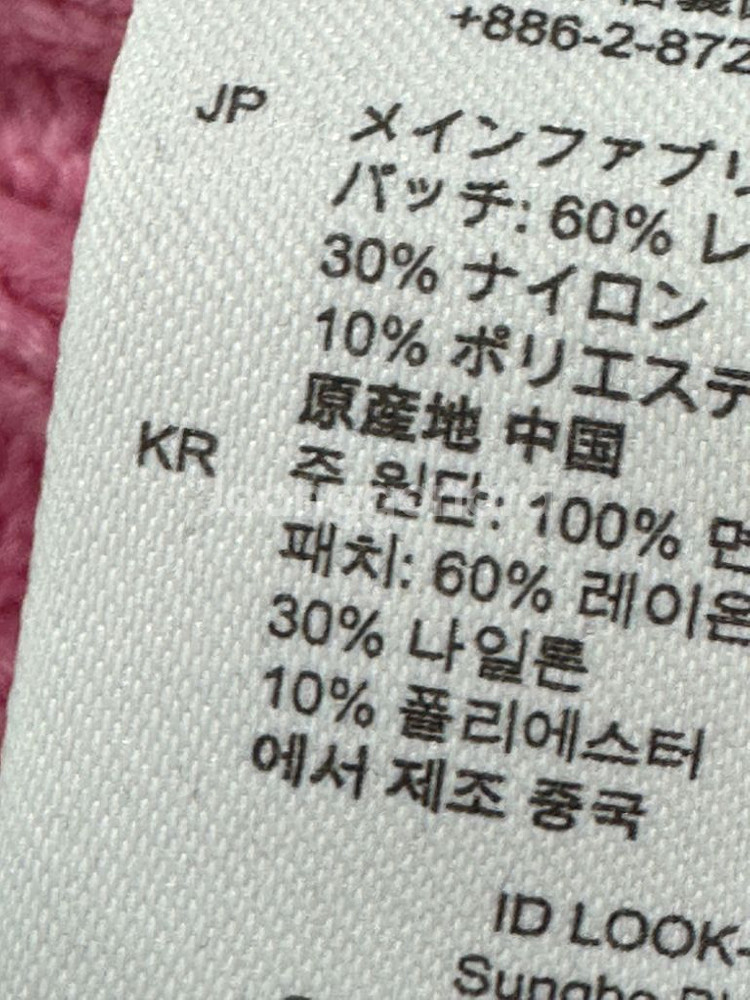 +886-2-872
JP メインファブリ
パッチ: 60% レ
30% ナイロン
10% ポリエステ
原産地 中国
KR 주 원단: 100% 면
패치: 60% 레이온
30% 나일론
10% 폴리에스터
에서 제조 중국
ID LOOK-